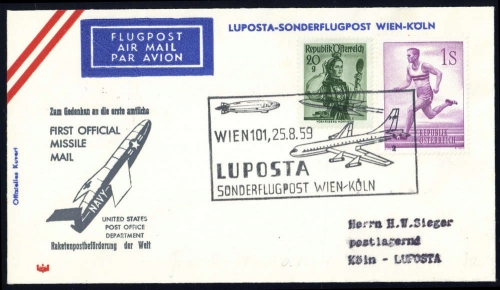 FLUGPOST
AIR MAIL
PAR AVION
LUPOSTA-SONDERFLUGPOST WIEN-KÖLN
Zum Gedenken an die erste amtliche
FIRST OFFICIAL
MISSILE
MAIL
NAVY
UNITED STATES
POST OFFICE
DEPARTMENT
Raketenpostbeförderung der Welt
Offizielles Kuvert
Republik Österreich
20
g
1S
REPUBLIK
ÖSTERREICH
WIEN 101, 25.8.59
a
LUPOSTA
SONDERFLUGPOST WIEN-KÖLN
Herrn H.W.Sieger
postlagernd
Köln - LUPOSTA